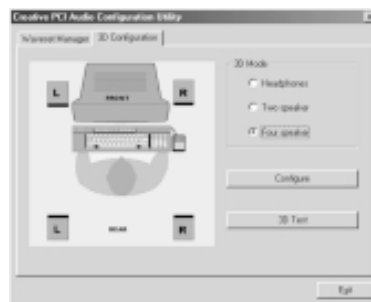 Creative PCI Audio Configuration Utility
Waveset Manager
3D Configuration
L
FRONT
R
L
REAR
R
3D Mode
Headphones
Two speaker
Four speaker
Configure
3D Test
Exit